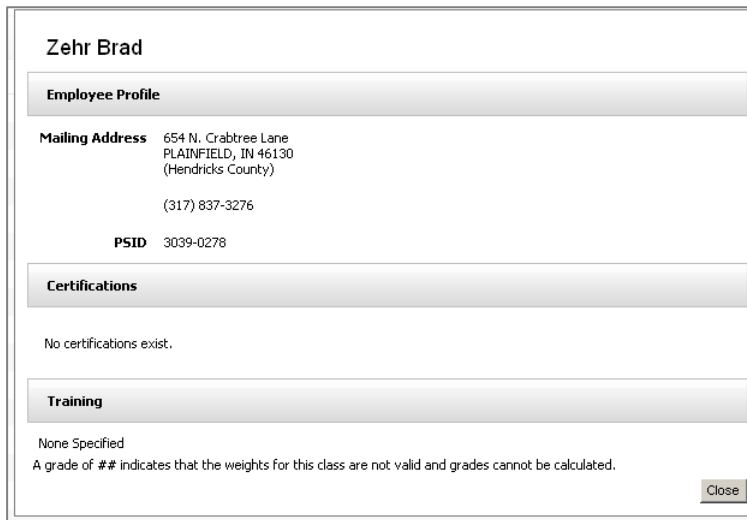 Zehr Brad
Employee Profile
Mailing Address 654 N. Crabtree Lane
PLAINFIELD, IN 46130
(Hendricks County)
(317) 837-3276
PSID 3039-0278
Certifications
No certifications exist.
Training
None Specified
A grade of ## indicates that the weights for this class are not valid and grades cannot be calculated.
Close